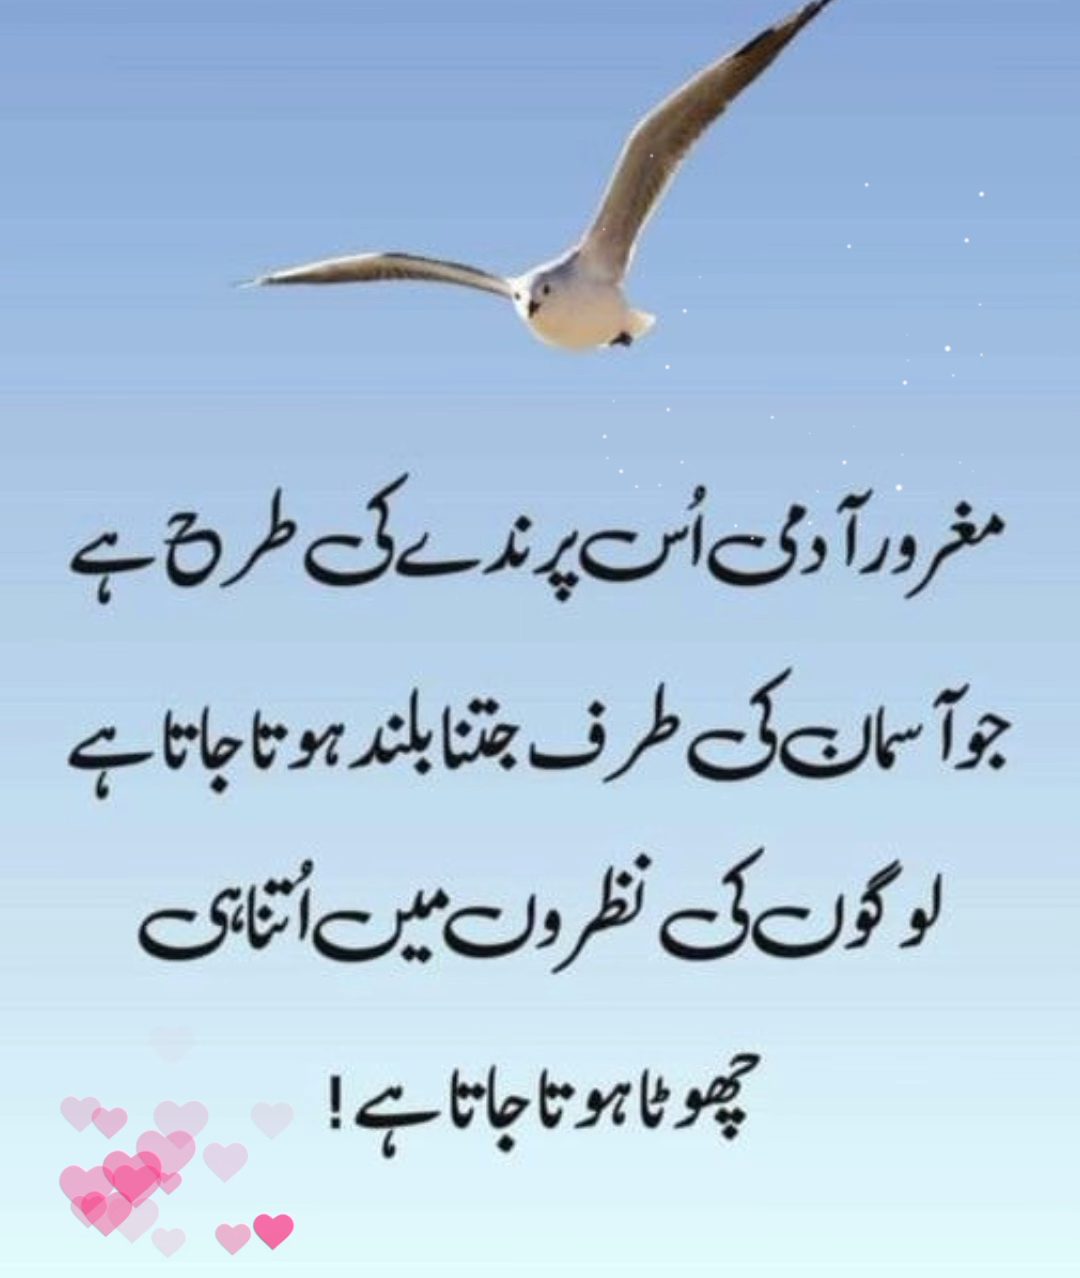 مغرور آدمی اُس پرندے کی طرح ہے
جو آسمان کی طرف جتنا بلند ہوتا جاتا ہے
لوگوں کی نظروں میں اُتنا ہی
چھوٹا ہوتا جاتا ہے!